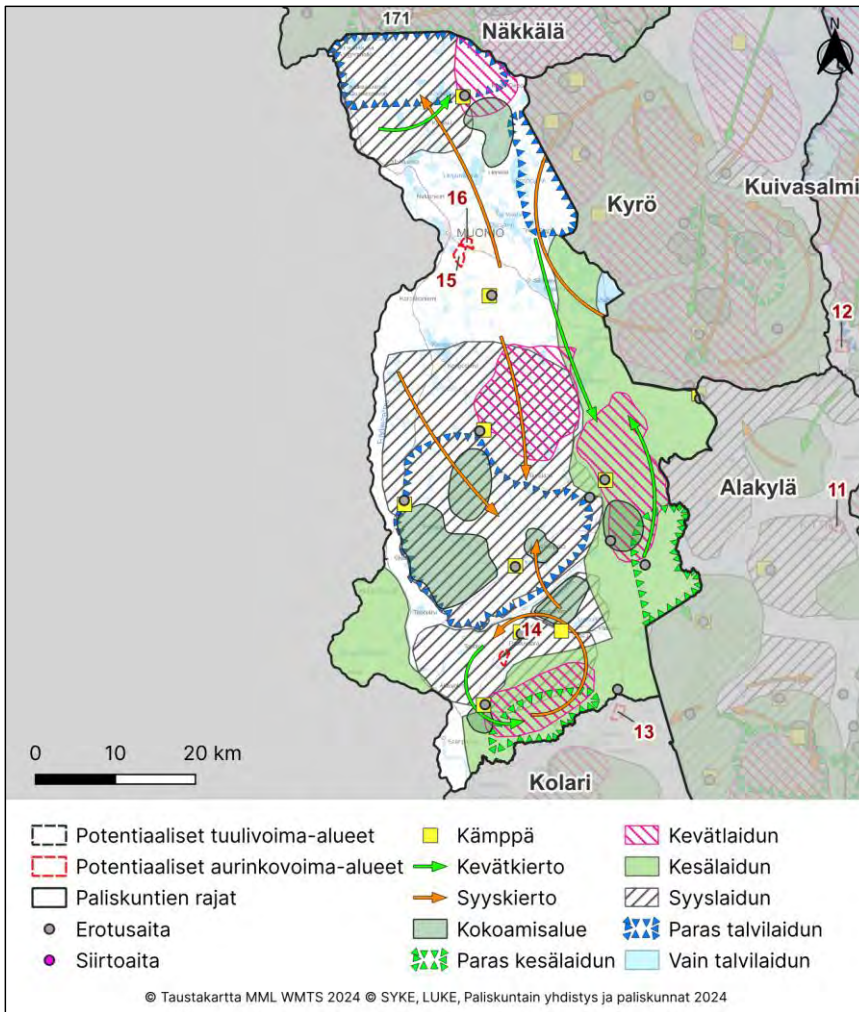 171
Näkkälä
N
Kyrö
Kuivasalmi
16
MUONIO
15
12
Alakylä
11
14
13
0 10 20 km
Kolari
Potentiaaliset tuulivoima-alueet
Potentiaaliset aurinkovoima-alueet
Paliskuntien rajat
Erotusaita
Siirtoaita
Kämppä
Kevätkierto
Syyskierto
Kokoamisalue
Paras kesälaidun
Kevätlaidun
Kesälaidun
Syyslaidun
Paras talvilaidun
Vain talvilaidun
© Taustakartta MML WMTS 2024 © SYKE, LUKE, Paliskuntain yhdistys ja paliskunnat 2024